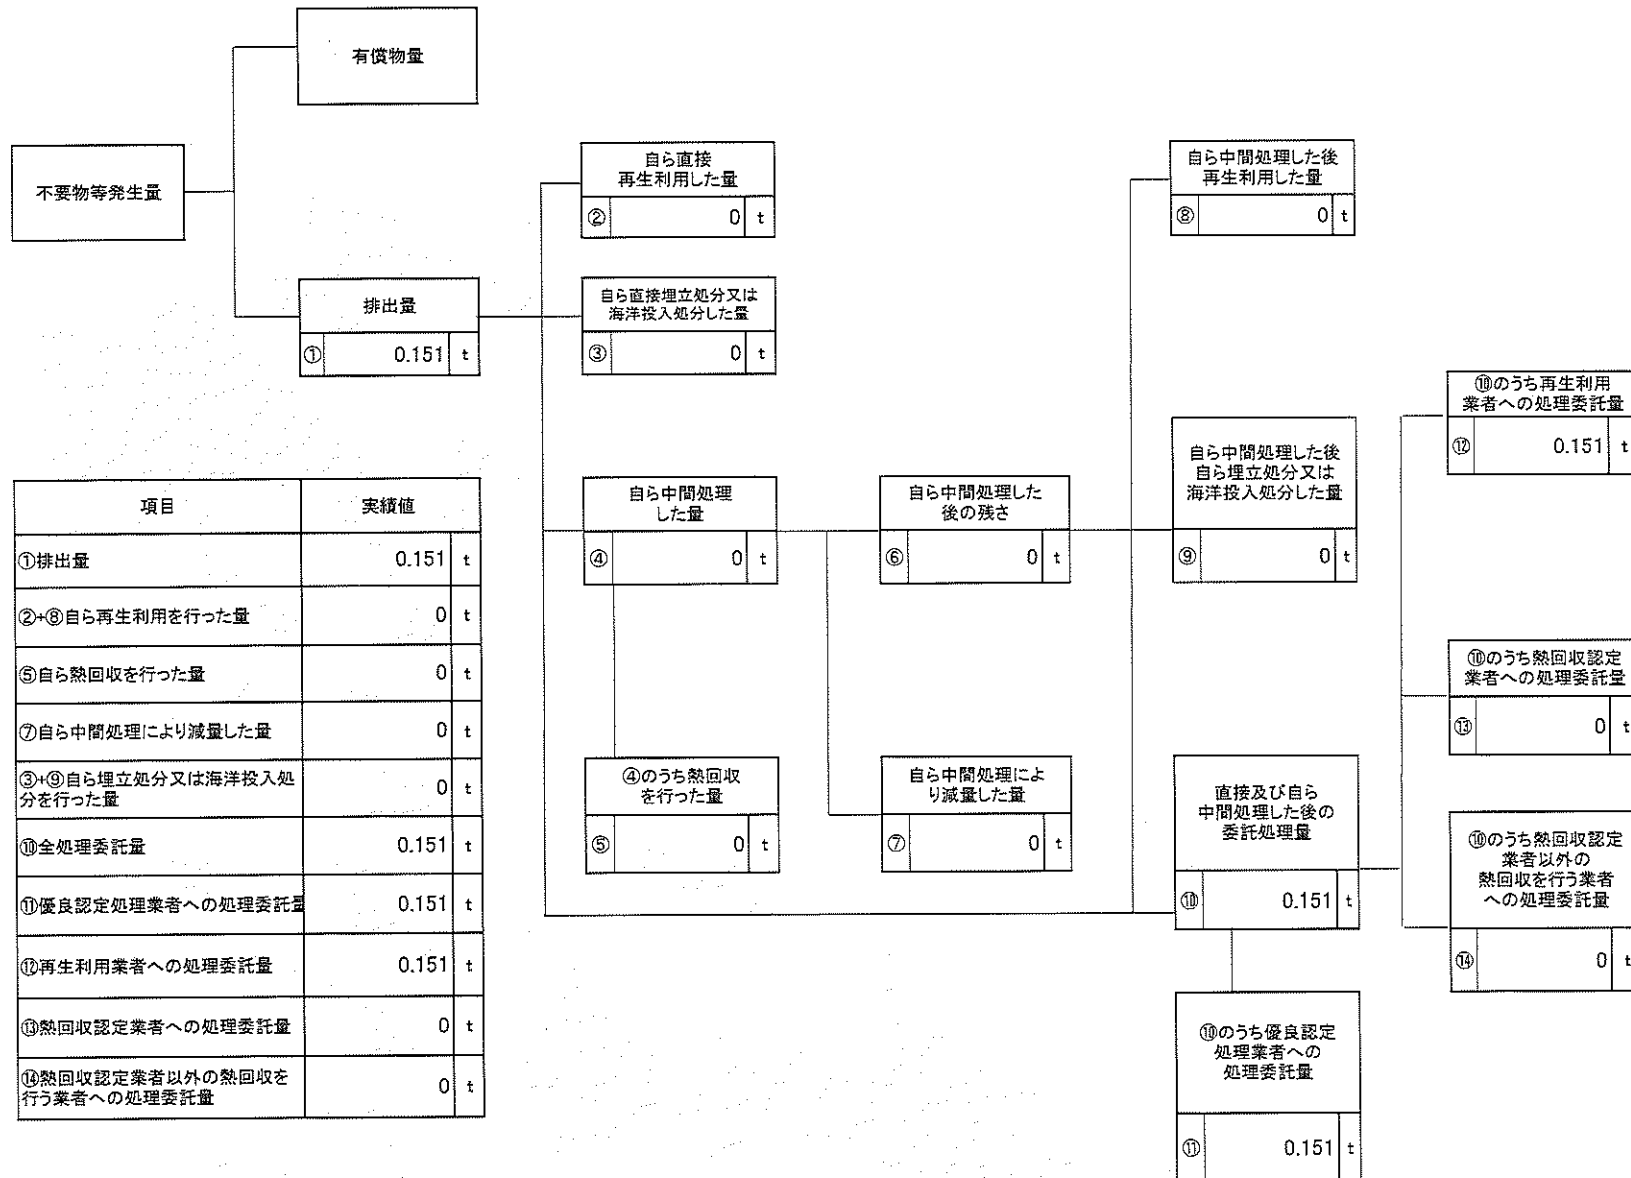 有償物量
不要物等発生量
排出量
① 0.151 t
自ら直接
再生利用した量
② 0 t
自ら直接埋立処分又は
海洋投入処分した量
③ 0 t
自ら中間処理
した量
④ 0 t
④のうち熱回収
を行った量
⑤ 0 t
自ら中間処理した
後の残さ
⑥ 0 t
自ら中間処理によ
り減量した量
⑦ 0 t
自ら中間処理した後
再生利用した量
⑧ 0 t
自ら中間処理した後
自ら埋立処分又は
海洋投入処分した量
⑨ 0 t
直接及び自ら
中間処理した後の
委託処理量
⑩ 0.151 t
⑩のうち優良認定
処理業者への
処理委託量
⑪ 0.151 t
⑩のうち再生利用
業者への処理委託量
⑫ 0.151 t
⑩のうち熱回収認定
業者への処理委託量
⑬ 0 t
⑩のうち熱回収認定
業者以外の
熱回収を行う業者
への処理委託量
⑭ 0 t
項目 実績値
①排出量 0.151 t
②+⑧自ら再生利用を行った量 0 t
⑤自ら熱回収を行った量 0 t
⑦自ら中間処理により減量した量 0 t
③+⑨自ら埋立処分又は海洋投入処
分を行った量 0 t
⑩全処理委託量 0.151 t
⑪優良認定処理業者への処理委託量 0.151 t
⑫再生利用業者への処理委託量 0.151 t
⑬熱回収認定業者への処理委託量 0 t
⑭熱回収認定業者以外の熱回収を
行う業者への処理委託量 0 t